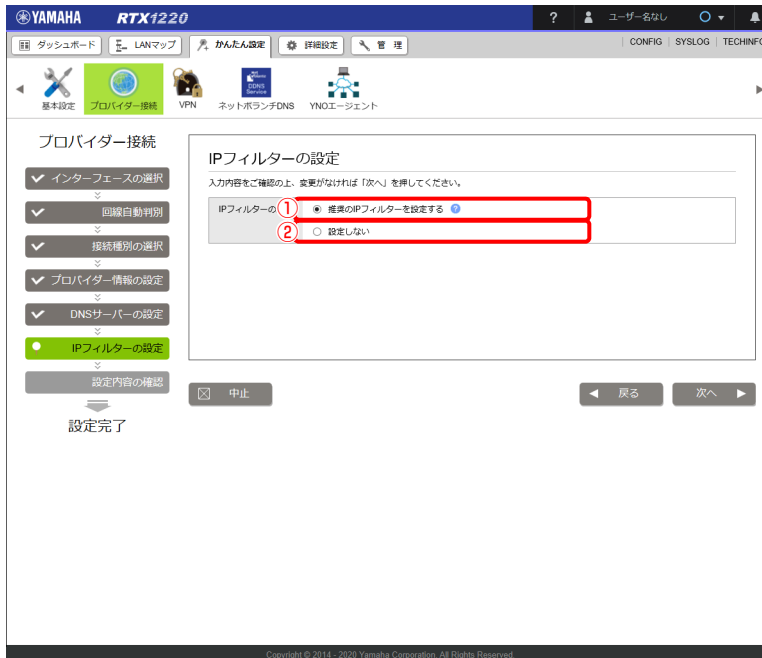 YAMAHA RTX1220 ? ユーザー名なし
ダッシュボード LANマップ かんたん設定 詳細設定 管 理 CONFIG SYSLOG TECHINFO
基本設定 プロバイダー接続 VPN ネットボランチDNS YNOエージェント
DDNS
Service
プロバイダー接続
インターフェースの選択
回線自動判別
接続種別の選択
プロバイダー情報の設定
DNSサーバーの設定
IPフィルターの設定
設定内容の確認
設定完了
IPフィルターの設定
入力内容をご確認の上、変更がなければ「次へ」を押してください。
IPフィルターの ① 推奨のIPフィルターを設定する ?
② 設定しない
中止 戻る 次へ
Copyright © 2014 - 2020 Yamaha Corporation. All Rights Reserved.